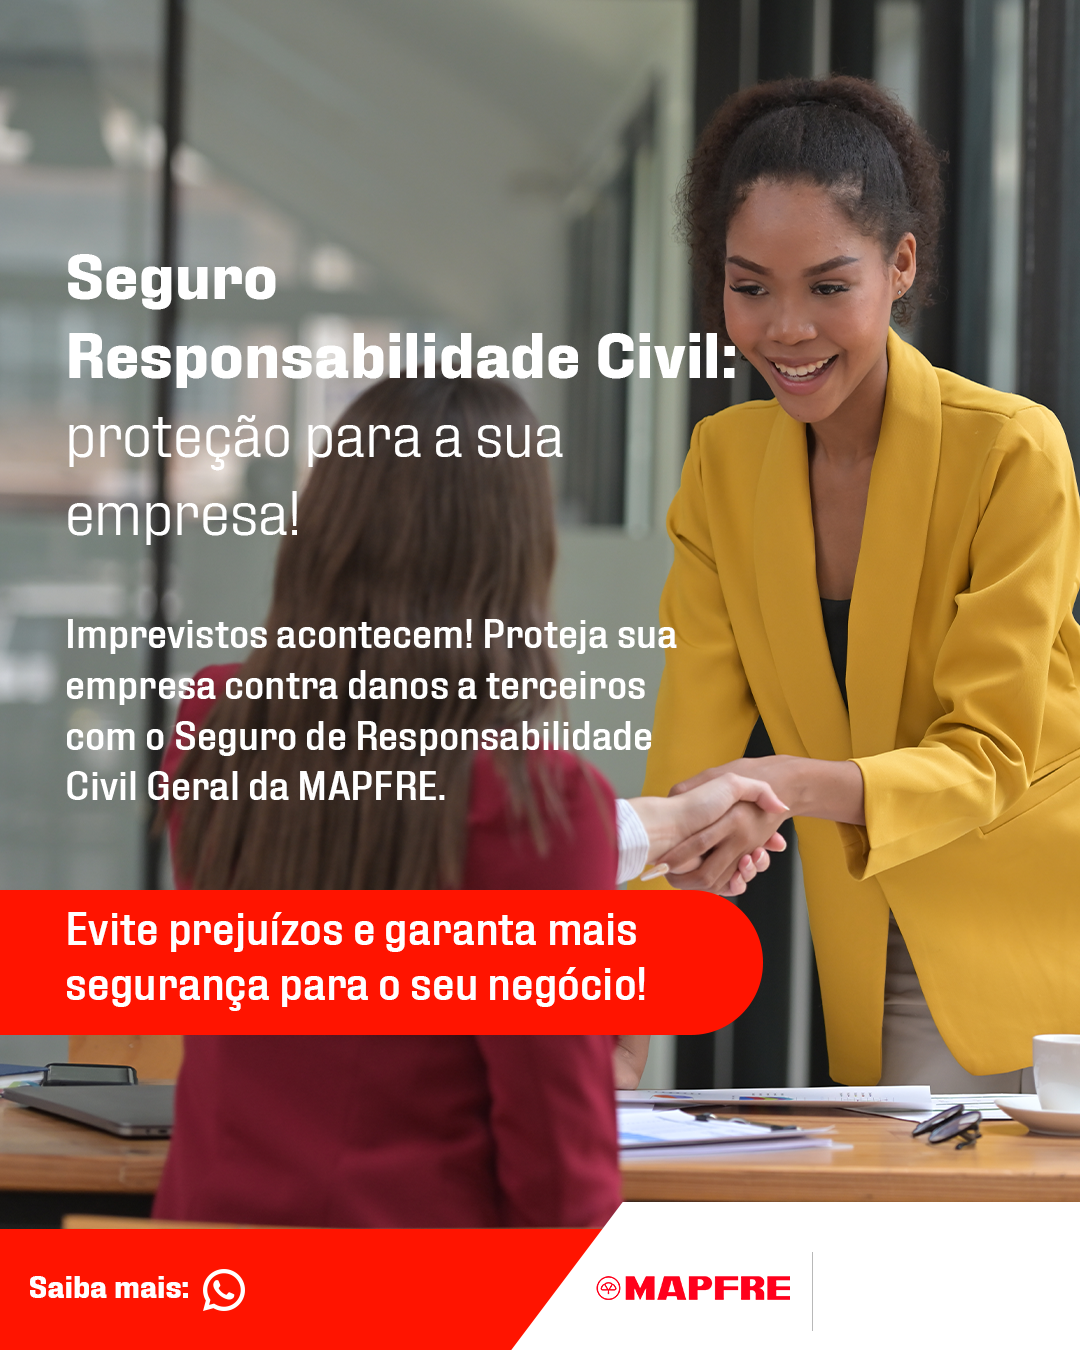 Seguro
Responsabilidade Civil:
proteção para a sua
empresa!
Imprevistos acontecem! Proteja sua
empresa contra danos a terceiros
com o Seguro de Responsabilidade
Civil Geral da MAPFRE.
Evite prejuízos e garanta mais
segurança para o seu negócio!
Saiba mais:
MAPFRE